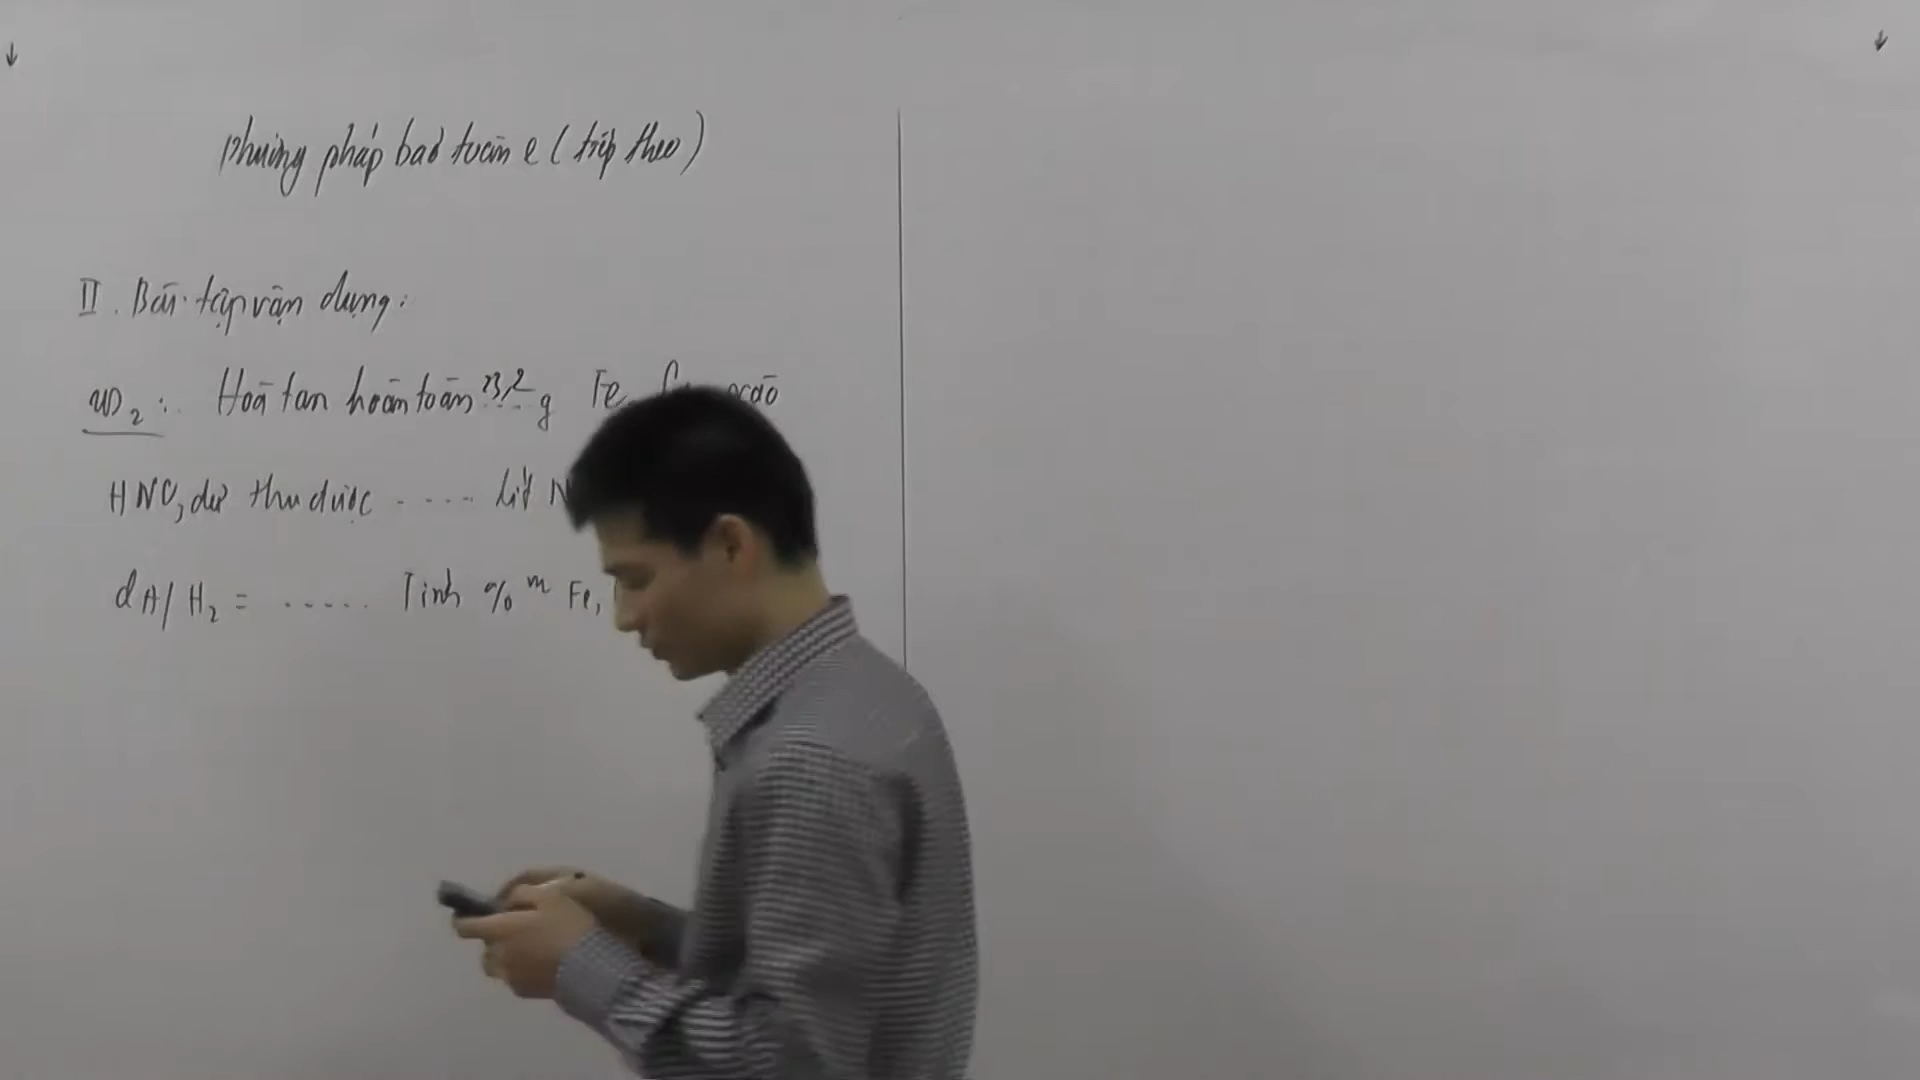 Phương pháp bảo toàn e (tiếp theo)
II. Bài tập vận dụng:
VD2: Hoà tan hoàn toàn 23,2 g Fe, vào
HNO3 dư thu được ..... lít
dA/H2 = ..... Tính % m Fe,